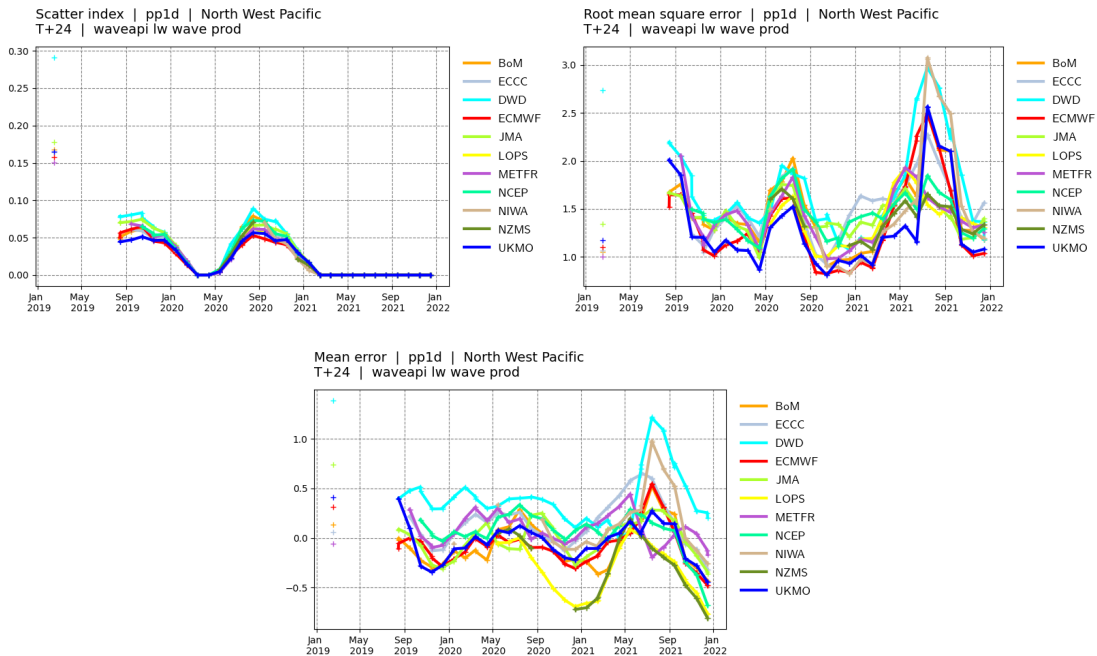 Scatter index | pp1d | North West Pacific
T+24 | waveapi lw wave prod
0.30
0.25
0.20
0.15
0.10
0.05
0.00
Jan May Sep Jan May Sep Jan May Sep Jan
2019 2019 2019 2020 2020 2020 2021 2021 2021 2022
BoM
ECCC
DWD
ECMWF
JMA
LOPS
METFR
NCEP
NIWA
NZMS
UKMO
Root mean square error | pp1d | North West Pacific
T+24 | waveapi lw wave prod
3.0
2.5
2.0
1.5
1.0
Jan May Sep Jan May Sep Jan May Sep Jan
2019 2019 2019 2020 2020 2020 2021 2021 2021 2022
BoM
ECCC
DWD
ECMWF
JMA
LOPS
METFR
NCEP
NIWA
NZMS
UKMO
Mean error | pp1d | North West Pacific
T+24 | waveapi lw wave prod
1.0
0.5
0.0
−0.5
Jan May Sep Jan May Sep Jan May Sep Jan
2019 2019 2019 2020 2020 2020 2021 2021 2021 2022
BoM
ECCC
DWD
ECMWF
JMA
LOPS
METFR
NCEP
NIWA
NZMS
UKMO